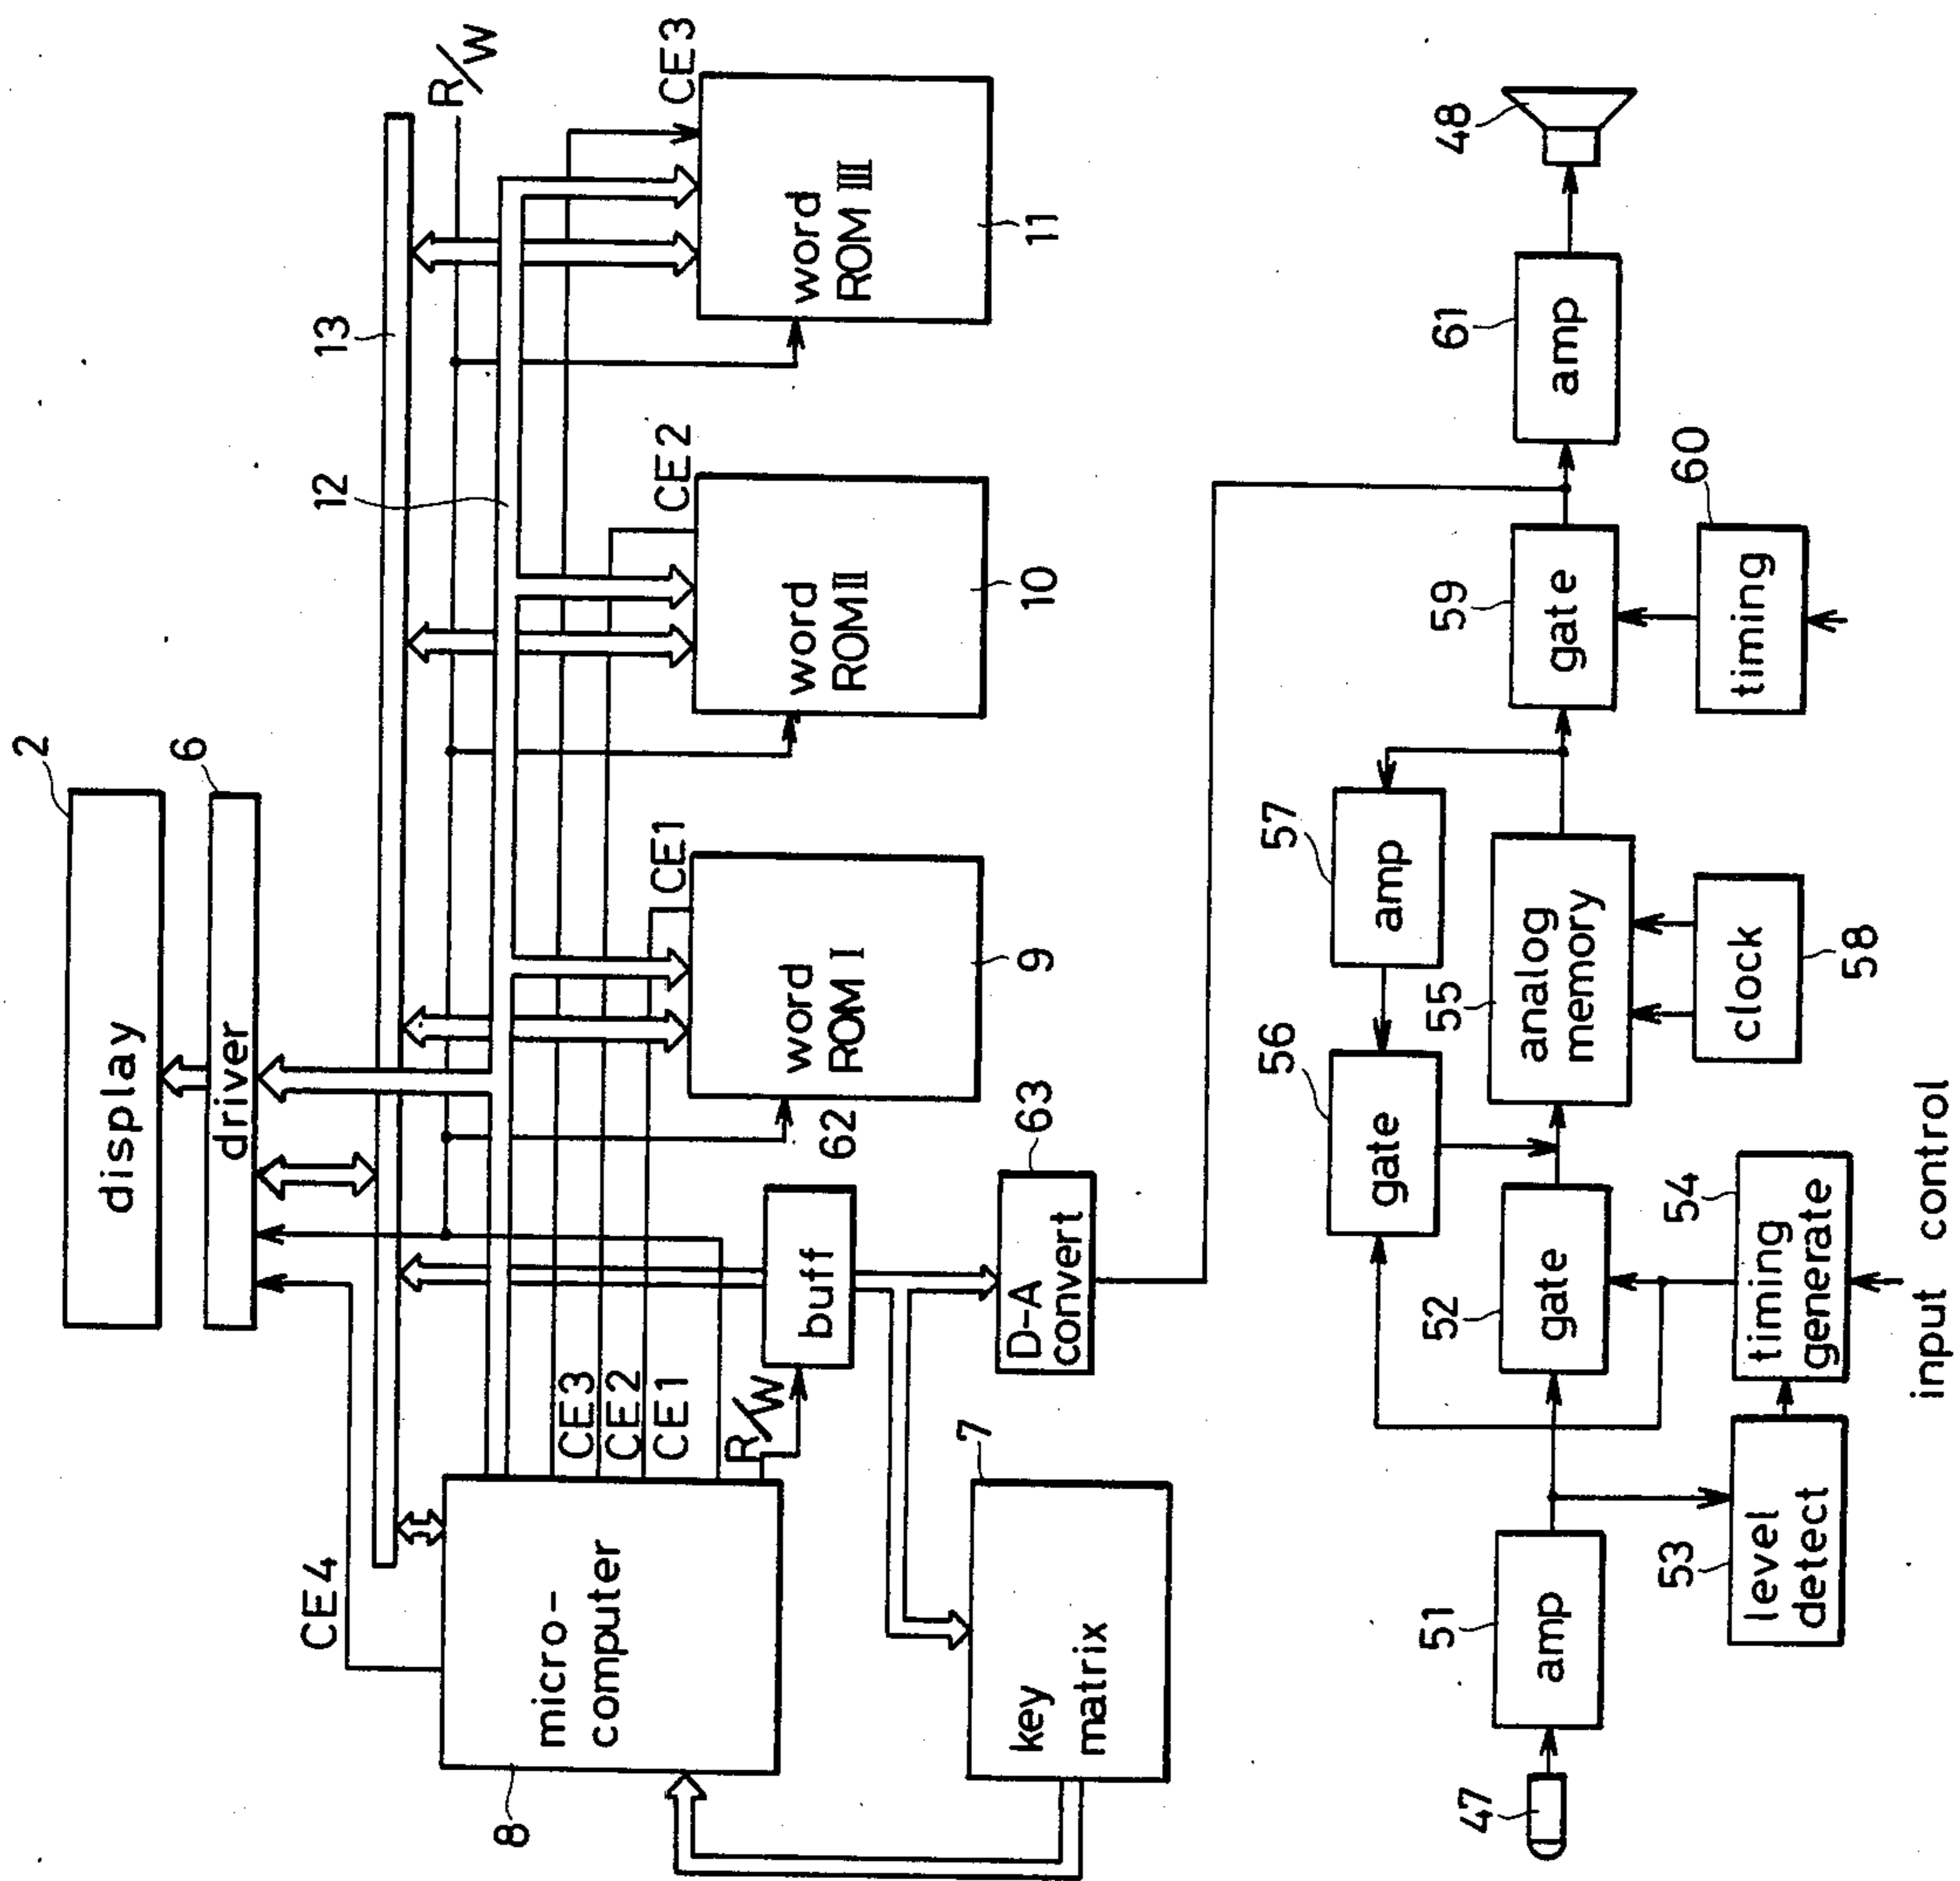 2
display
6
driver
13
R/W
12
CE4
micro-
computer
8
CE3
CE2
CE1
R/W
CE1
word
ROM I
9
CE2
word
ROM II
10
CE3
word
ROM III
11
62
buff
63
D-A
convert
7
key
matrix
47
51
amp
53
level
detect
52
gate
54
timing
generate
input control
56
gate
57
amp
55
analog
memory
clock
58
59
gate
60
timing
61
amp
48